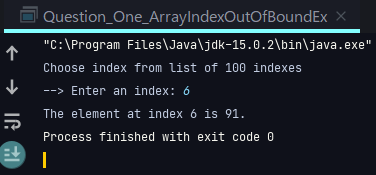 Question_One_ArrayIndexOutOfBoundEx
"C:\Program Files\Java\jdk-15.0.2\bin\java.exe"
Choose index from list of 100 indexes
--> Enter an index: 6
The element at index 6 is 91.
Process finished with exit code 0